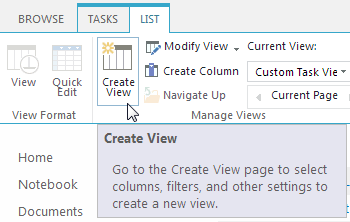 BROWSE TASKS LIST
View
Quick Edit
View Format
Create View
Modify View
Create Column
Navigate Up
Current View:
Custom Task Vie
Current Page
Manage Views
Create View
Go to the Create View page to select
columns, filters, and other settings to
create a new view.
Home
Notebook
Documents